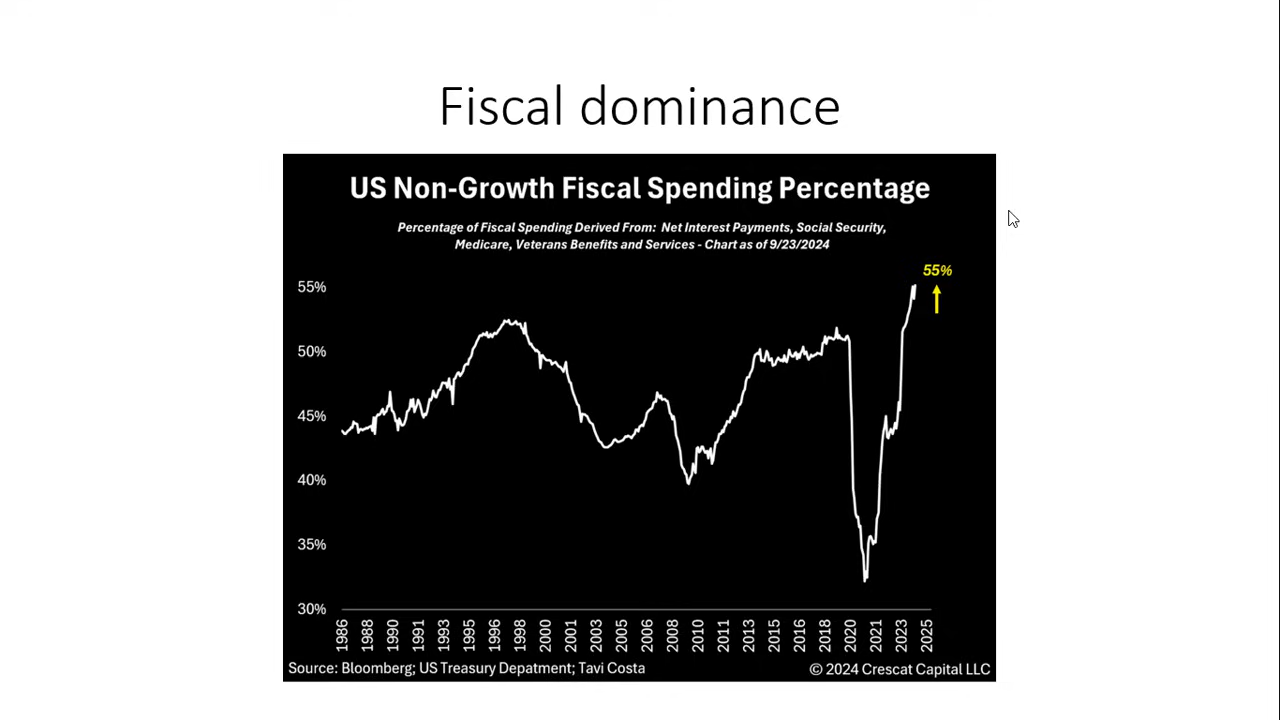 Fiscal dominance
US Non-Growth Fiscal Spending Percentage
Percentage of Fiscal Spending Derived From: Net Interest Payments, Social Security,
Medicare, Veterans Benefits and Services - Chart as of 9/23/2024
55%
55%
50%
45%
40%
35%
30%
1986 1988 1990 1991 1993 1995 1996 1998 2000 2001 2003 2005 2006 2008 2010 2011 2013 2015 2016 2018 2020 2021 2023 2025
Source: Bloomberg; US Treasury Depatment; Tavi Costa
© 2024 Crescat Capital LLC